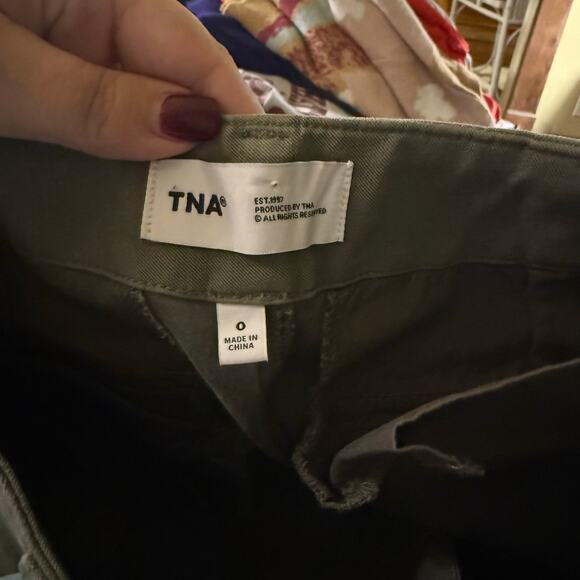 TNA®
EST.1997
PRODUCED BY TNA
© ALL RIGHTS RESERVED
0
MADE IN
CHINA